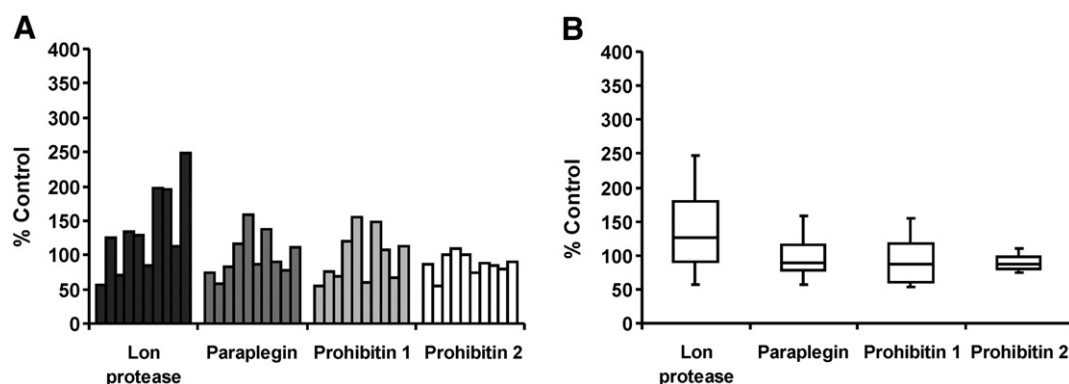 A
% Control
400
350
300
250
200
150
100
50
0
Lon protease
Paraplegin
Prohibitin 1
Prohibitin 2
B
% Control
400
350
300
250
200
150
100
50
0
Lon protease
Paraplegin
Prohibitin 1
Prohibitin 2